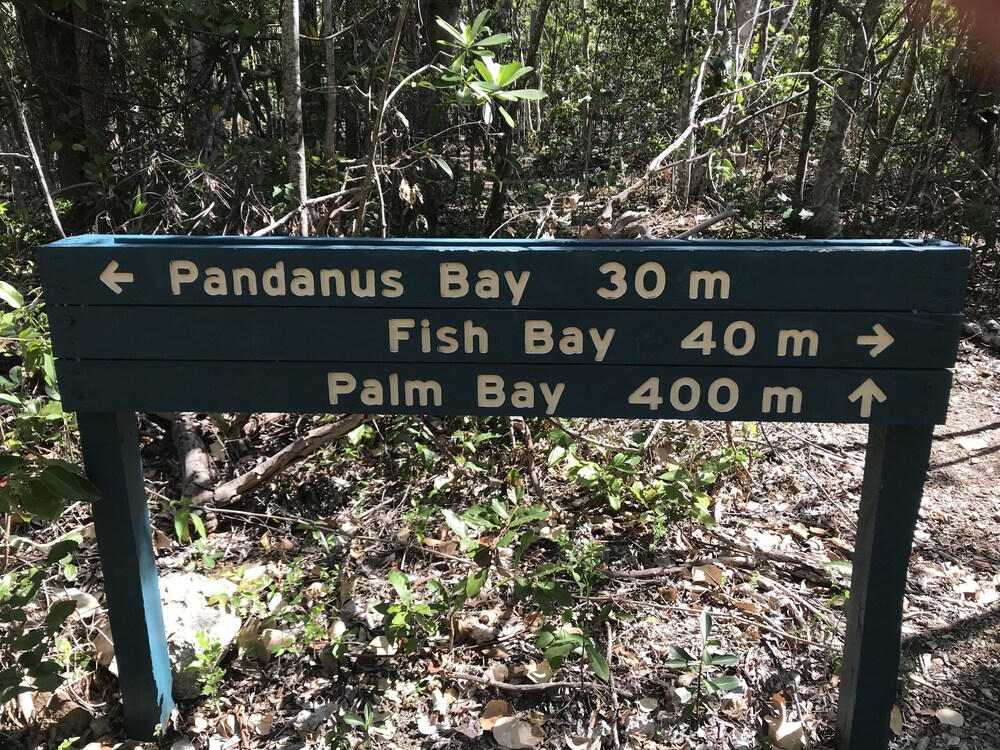 ← Pandanus Bay 30 m
Fish Bay 40 m →
Palm Bay 400 m ↑